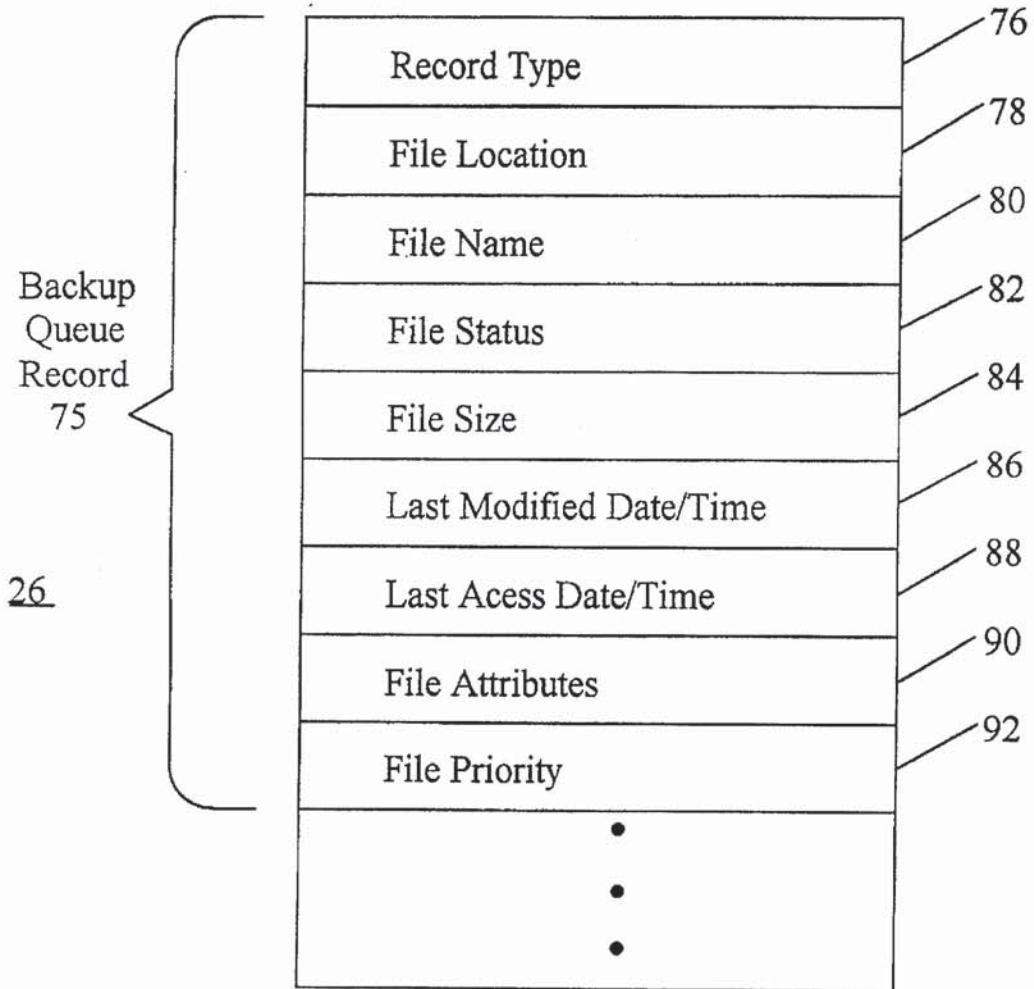 76
Record Type
78
File Location
80
File Name
82
Backup
Queue
Record
75
File Status
84
File Size
86
Last Modified Date/Time
88
26
Last Acess Date/Time
90
File Attributes
92
File Priority